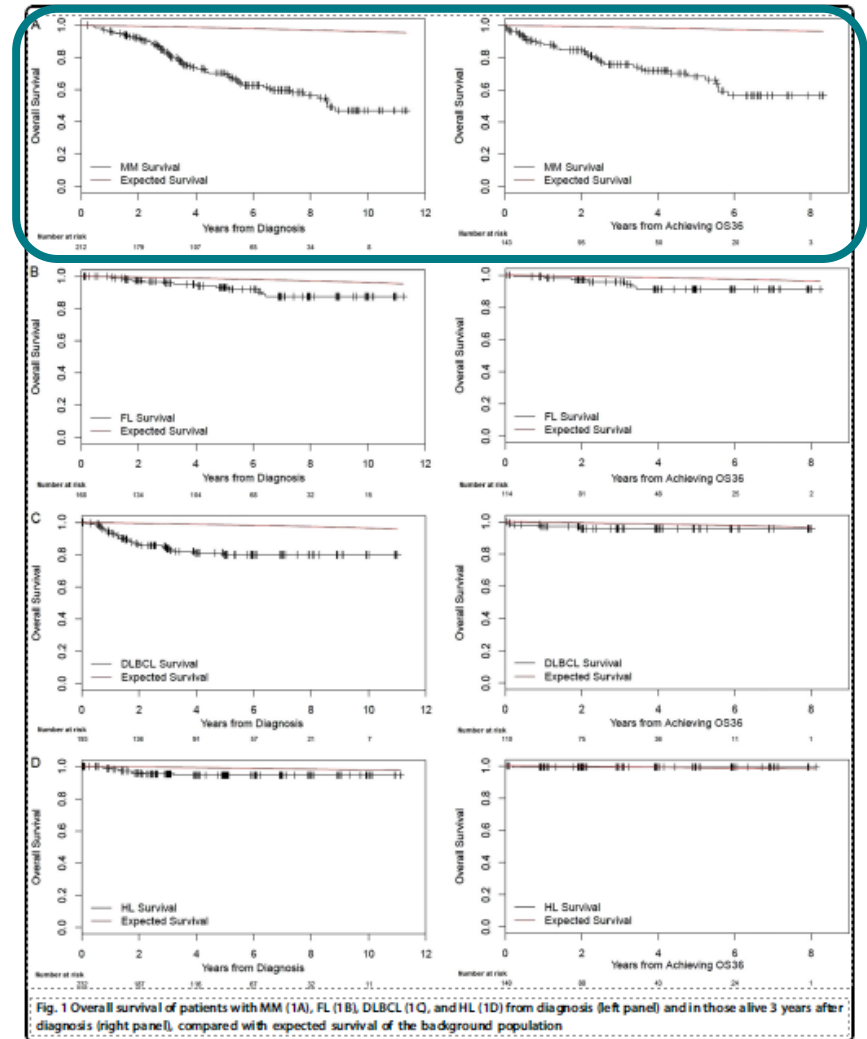 A
Overall Survival
0.0 0.2 0.4 0.6 0.8 1.0
MM Survival
Expected Survival
0 2 4 6 8 10 12
Years from Diagnosis
Number at risk
212 179 107 65 34 8
Overall Survival
0.0 0.2 0.4 0.6 0.8 1.0
MM Survival
Expected Survival
0 2 4 6 8
Years from Achieving OS36
Number at risk
143 95 50 3
B
Overall Survival
0.0 0.2 0.4 0.6 0.8 1.0
FL Survival
Expected Survival
0 2 4 6 8 10 12
Years from Diagnosis
Number at risk
134 104 32
Overall Survival
0.0 0.2 0.4 0.6 0.8 1.0
FL Survival
Expected Survival
0 2 4 6 8
Years from Achieving OS36
Number at risk
114 25 2
C
Overall Survival
0.0 0.2 0.4 0.6 0.8 1.0
DLBCL Survival
Expected Survival
0 2 4 6 8 10 12
Years from Diagnosis
Number at risk
91 21 7
Overall Survival
0.0 0.2 0.4 0.6 0.8 1.0
DLBCL Survival
Expected Survival
0 2 4 6 8
Years from Achieving OS36
Number at risk
75 11 1
D
Overall Survival
0.0 0.2 0.4 0.6 0.8 1.0
HL Survival
Expected Survival
0 2 4 6 8 10 12
Years from Diagnosis
Number at risk
Overall Survival
0.0 0.2 0.4 0.6 0.8 1.0
HL Survival
Expected Survival
0 2 4 6 8
Years from Achieving OS36
Number at risk
Fig. 1 Overall survival of patients with MM (1A), FL (1B), DLBCL (1C), and HL (1D) from diagnosis (left panel) and in those alive 3 years after
diagnosis (right panel), compared with expected survival of the background population